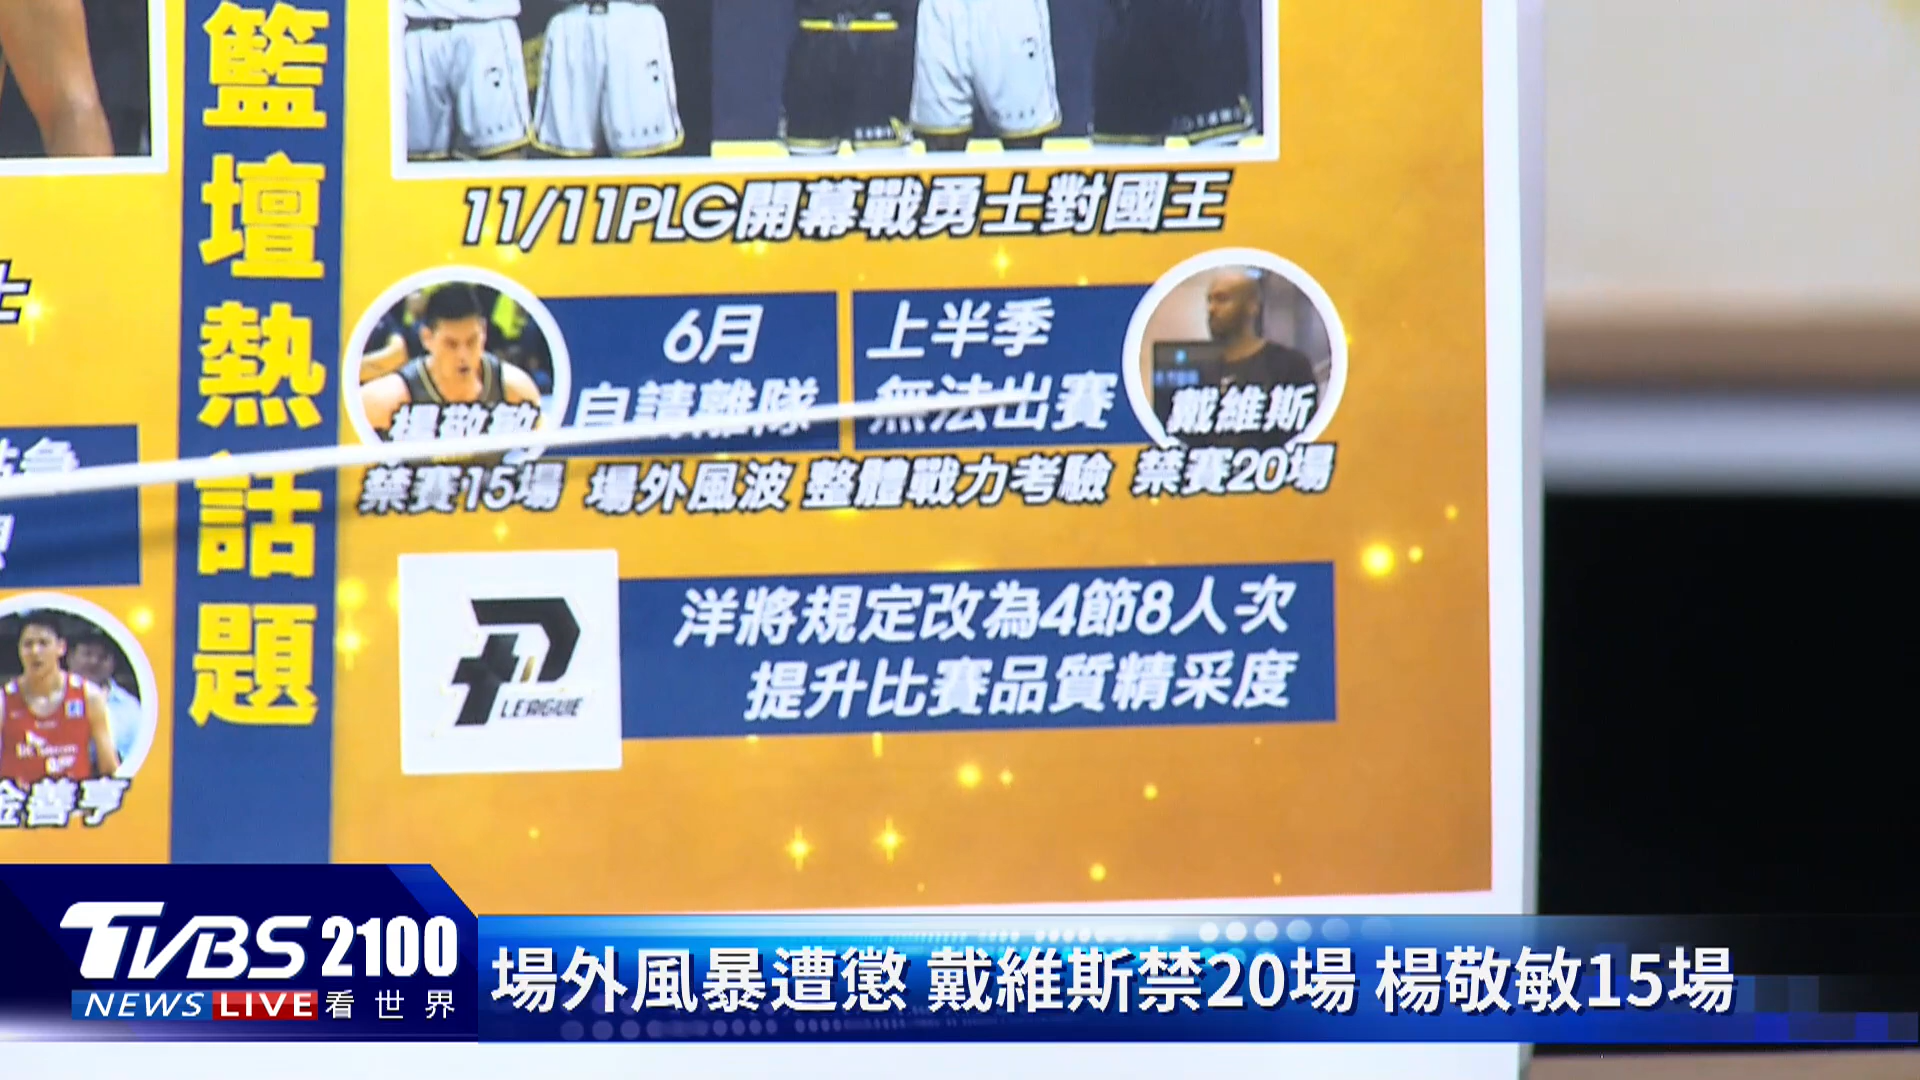 籃壇熱話題
11/11PLG開幕戰勇士對國王
6月
自請離隊
上半季
無法出賽
楊敬敏
戴維斯
禁賽15場
場外風波 整體戰力考驗
禁賽20場
洋將規定改為4節8人次
提升比賽品質精采度
P LEAGUE
金善亨
TVBS 2100
NEWS LIVE 看世界
場外風暴遭懲 戴維斯禁20場 楊敬敏15場